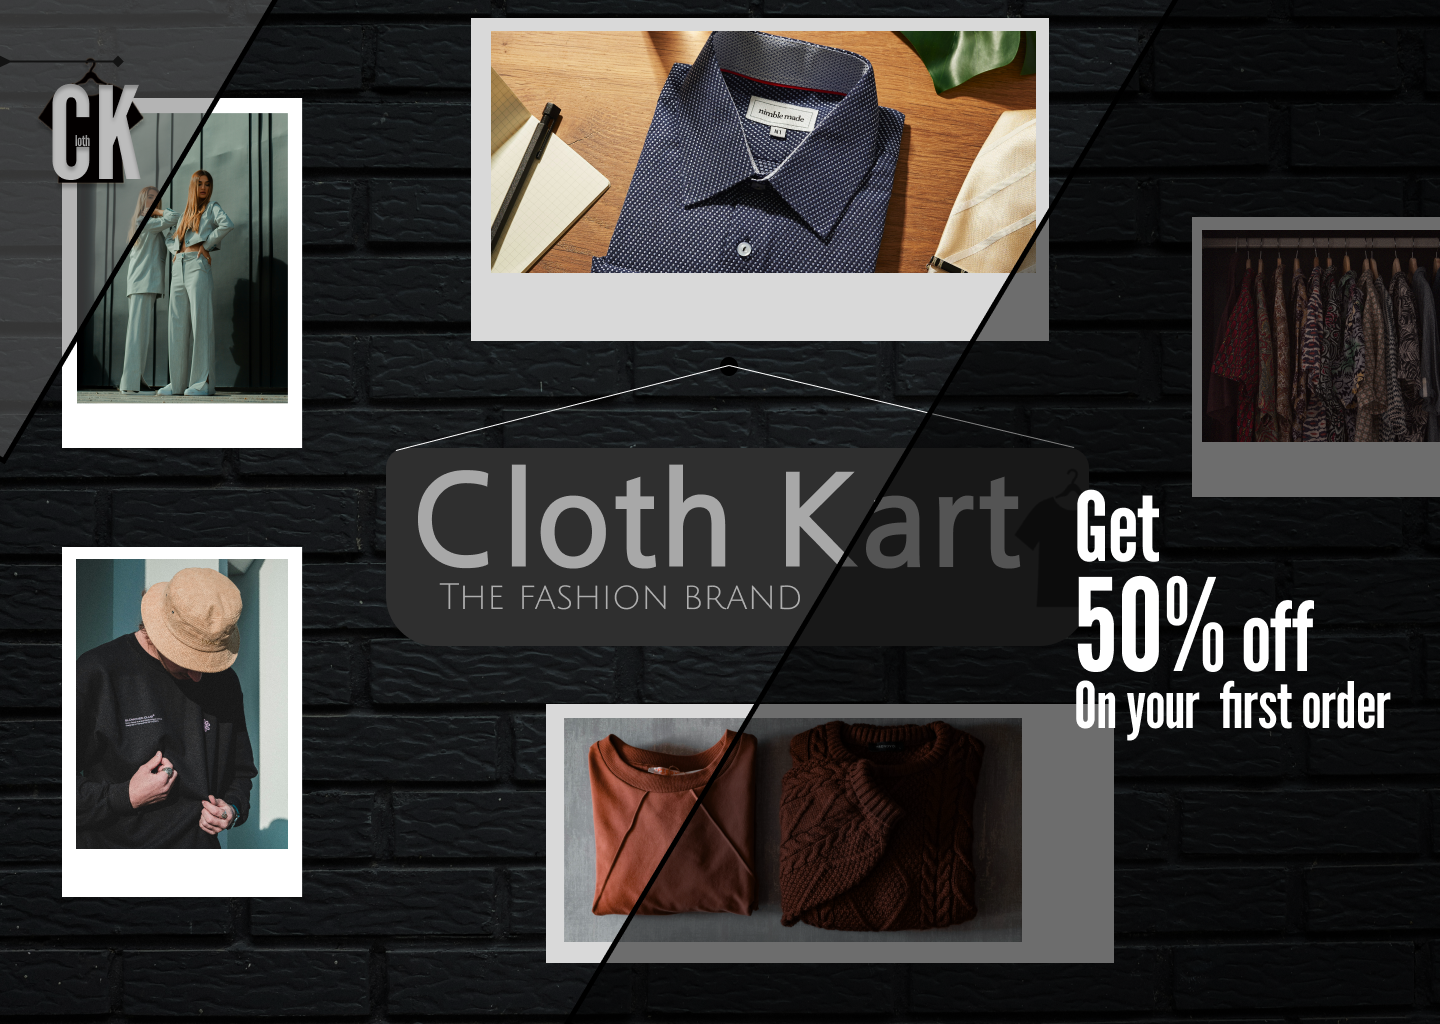 CK
loth
nimble made
M
Cloth Kart
THE FASHION BRAND
Get
50% off
On your first order